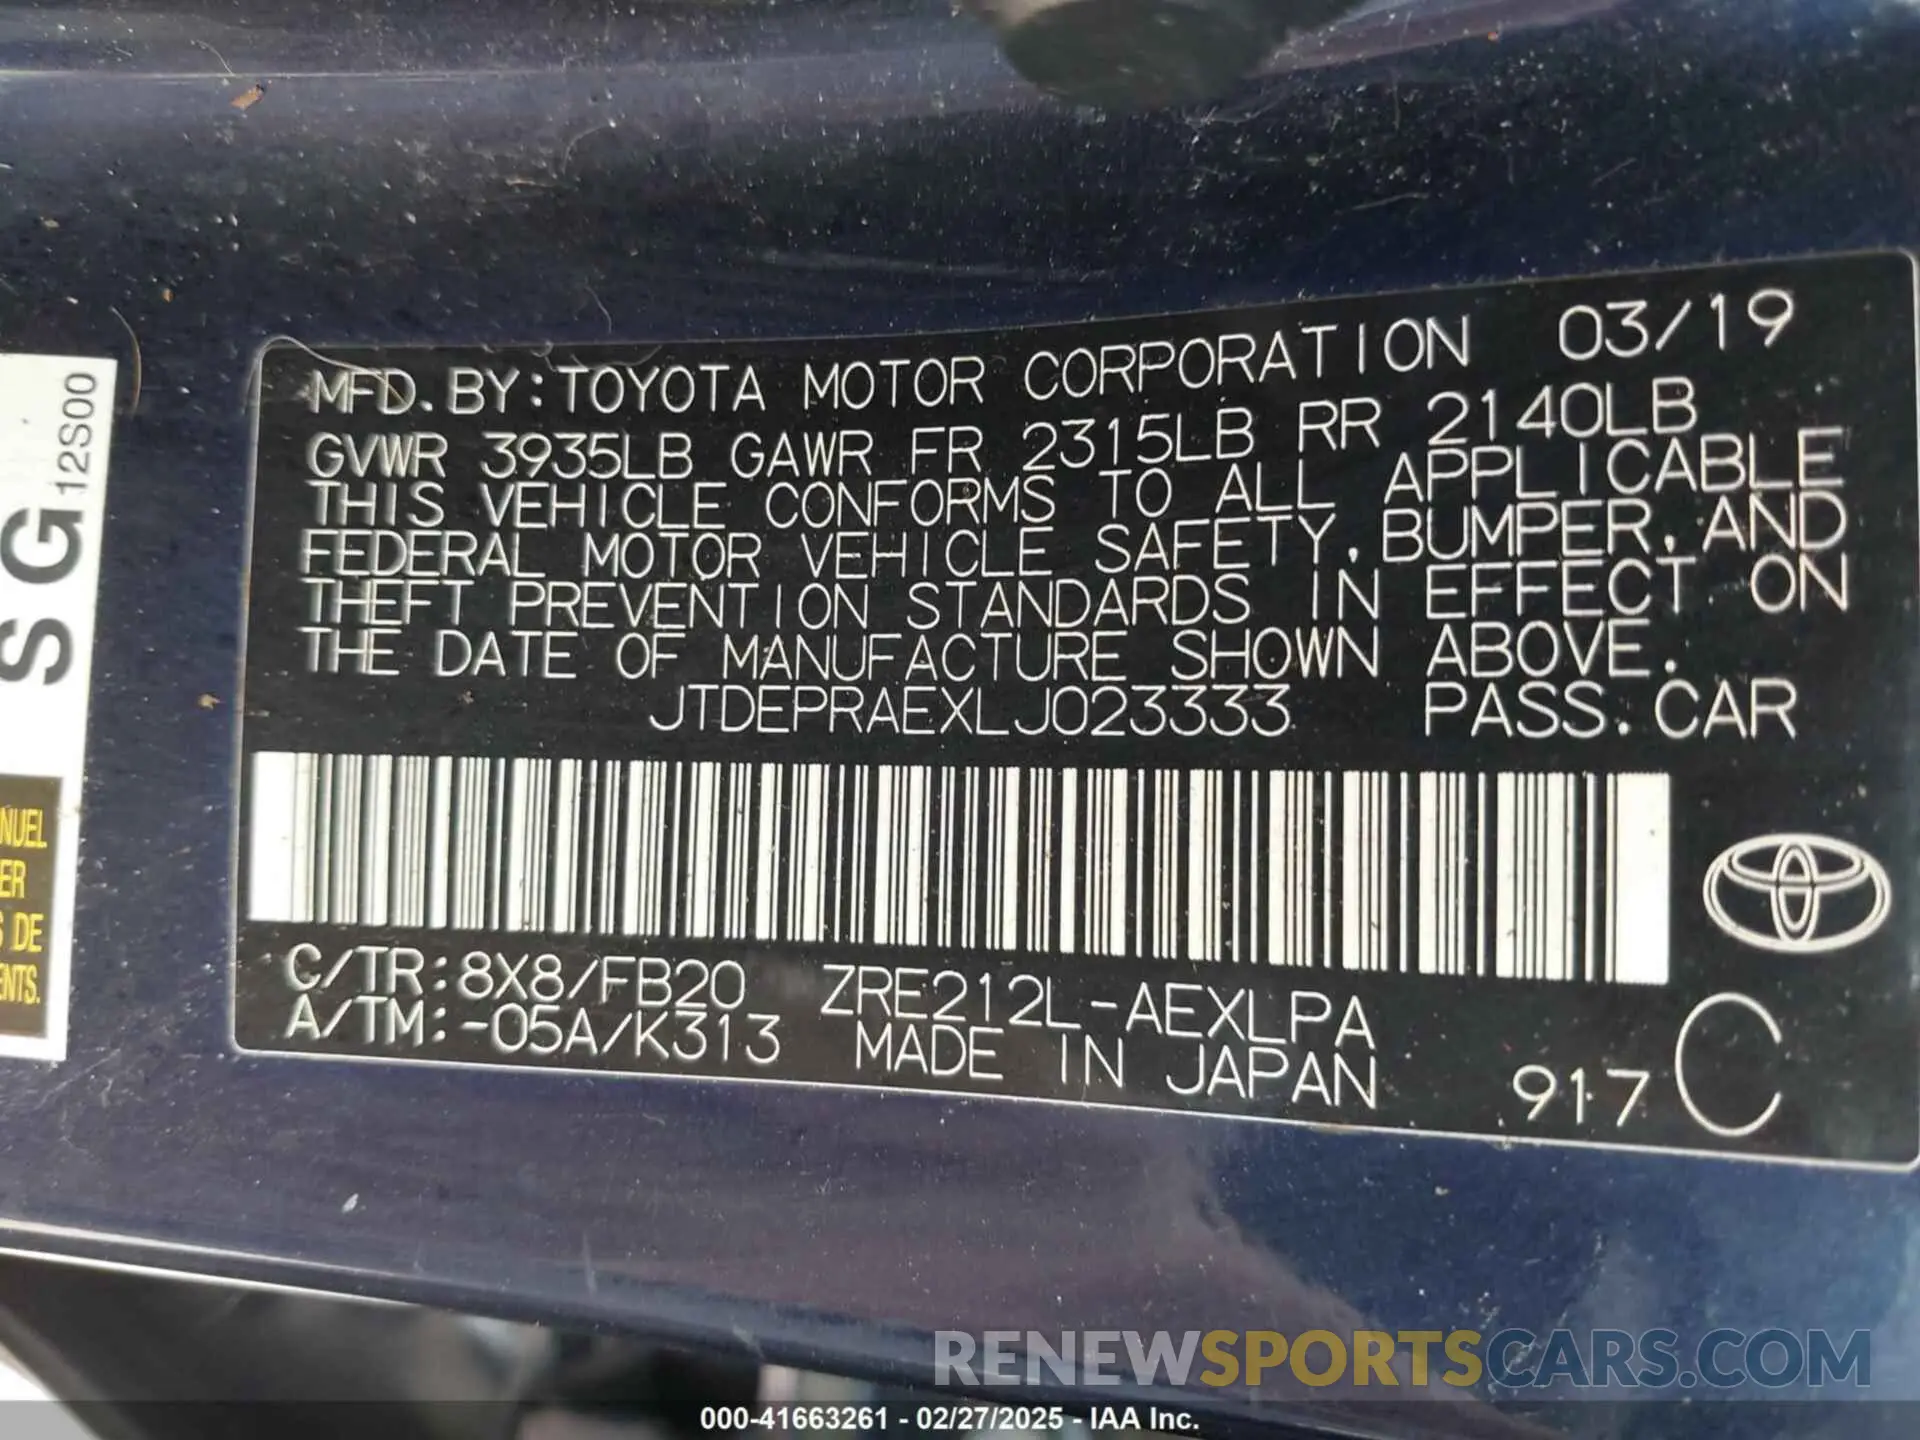 MFD. BY: TOYOTA MOTOR CORPORATION 03/19
GVWR 3935LB GAWR FR 2315LB RR 2140LB
THIS VEHICLE CONFORMS TO ALL APPLICABLE
FEDERAL MOTOR VEHICLE SAFETY, BUMPER, AND
THEFT PREVENTION STANDARDS IN EFFECT ON
THE DATE OF MANUFACTURE SHOWN ABOVE.
JTDEPRAEXLJ023333 PASS. CAR
C/TR: 8X8/FB20 ZRE212L-AEXLPA
A/TM: -05A/K313 MADE IN JAPAN
917 C
SG
12S00
NUEL
ER
S DE
ENTS.
RENEWSPORTSCARS.COM
000-41663261 - 02/27/2025 - IAA Inc.